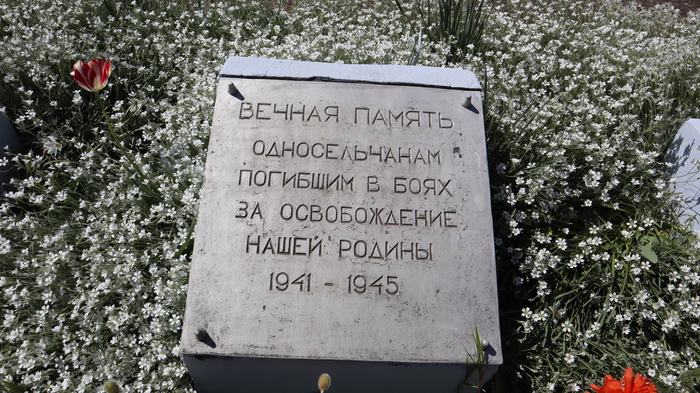 ВЕЧНАЯ ПАМЯТЬ
ОДНОСЕЛЬЧАНАМ
ПОГИБШИМ В БОЯХ
ЗА ОСВОБОЖДЕНИЕ
НАШЕЙ РОДИНЫ
1941 - 1945